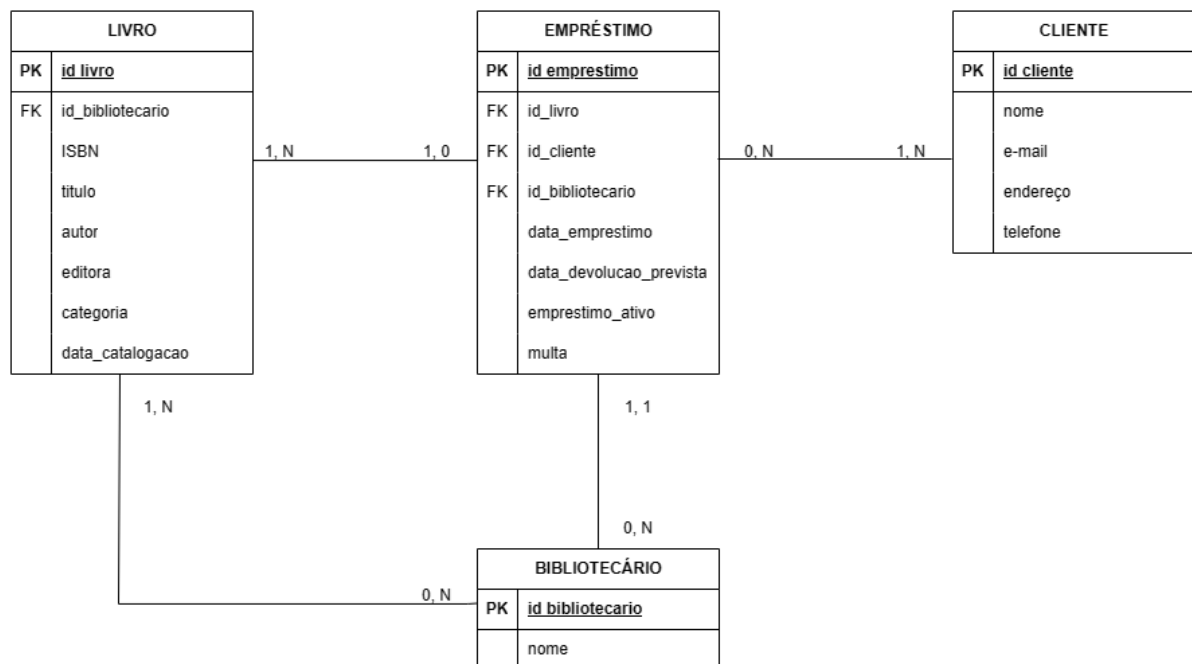 LIVRO
PK id livro
FK id_bibliotecario
ISBN
titulo
autor
editora
categoria
data_catalogacao
1, N
1, 0
EMPRÉSTIMO
PK id emprestimo
FK id_livro
FK id_cliente
FK id_bibliotecario
data_emprestimo
data_devolucao_prevista
emprestimo_ativo
multa
0, N
1, N
CLIENTE
PK id cliente
nome
e-mail
endereço
telefone
1, N
0, N
1, 1
0, N
BIBLIOTECÁRIO
PK id bibliotecario
nome